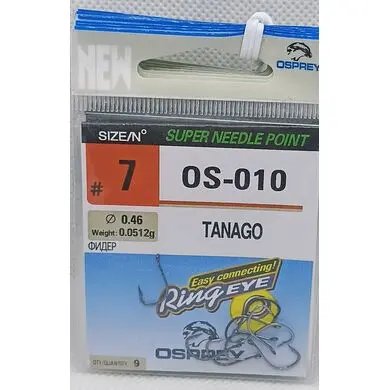 NEW
OSPREY
SIZE/N°
SUPER NEEDLE POINT
# 7
OS-010
Ø 0.46
Weight: 0.0512g
TANAGO
ФИДЕР
Easy connecting!
Ring EYE
OSPREY
QTY/QUANTITY 9